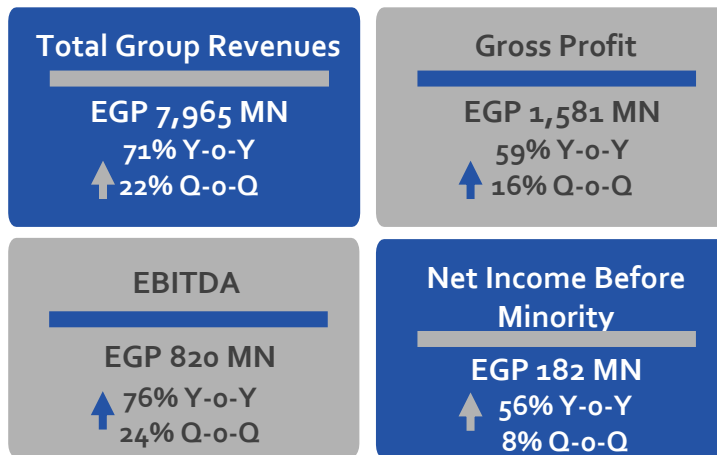 Total Group Revenues
EGP 7,965 MN
71% Y-o-Y
22% Q-o-Q
Gross Profit
EGP 1,581 MN
59% Y-o-Y
16% Q-o-Q
EBITDA
EGP 820 MN
76% Y-o-Y
24% Q-o-Q
Net Income Before
Minority
EGP 182 MN
56% Y-o-Y
8% Q-o-Q